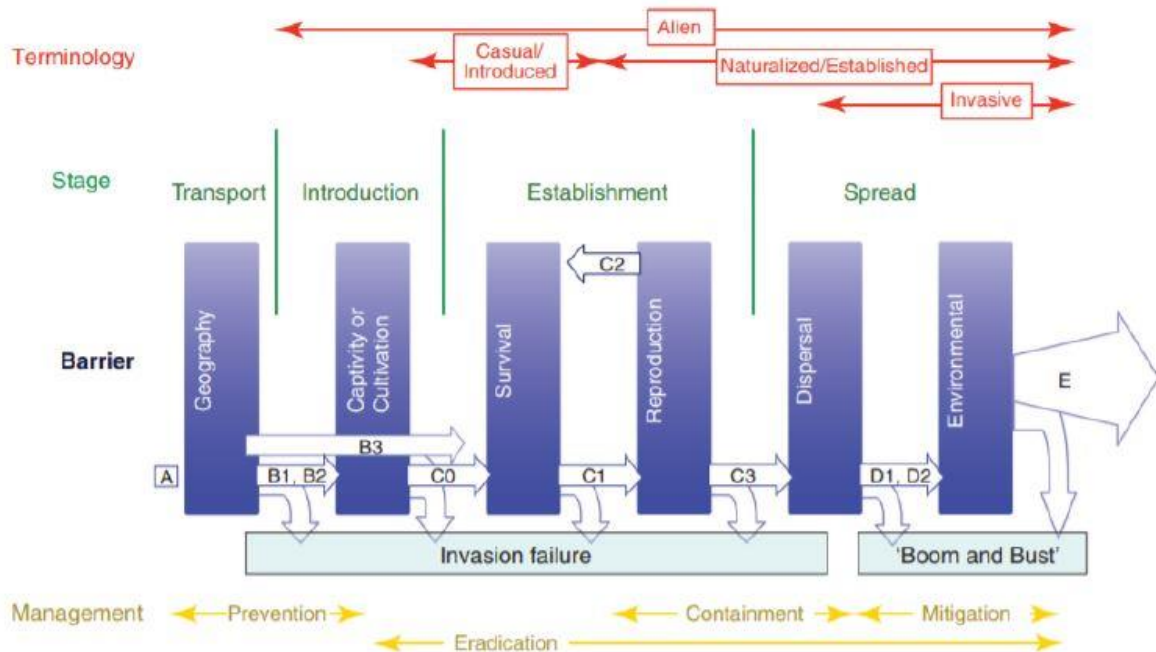 Alien
Terminology
Casual/
Introduced
Naturalized/Established
Invasive
Stage
Transport
Introduction
Establishment
Spread
Barrier
Geography
Captivity or
Cultivation
Survival
Reproduction
Dispersal
Environmental
C2
E
B3
A
B1, B2
C0
C1
C3
D1, D2
Invasion failure
'Boom and Bust'
Management
Prevention
Containment
Mitigation
Eradication